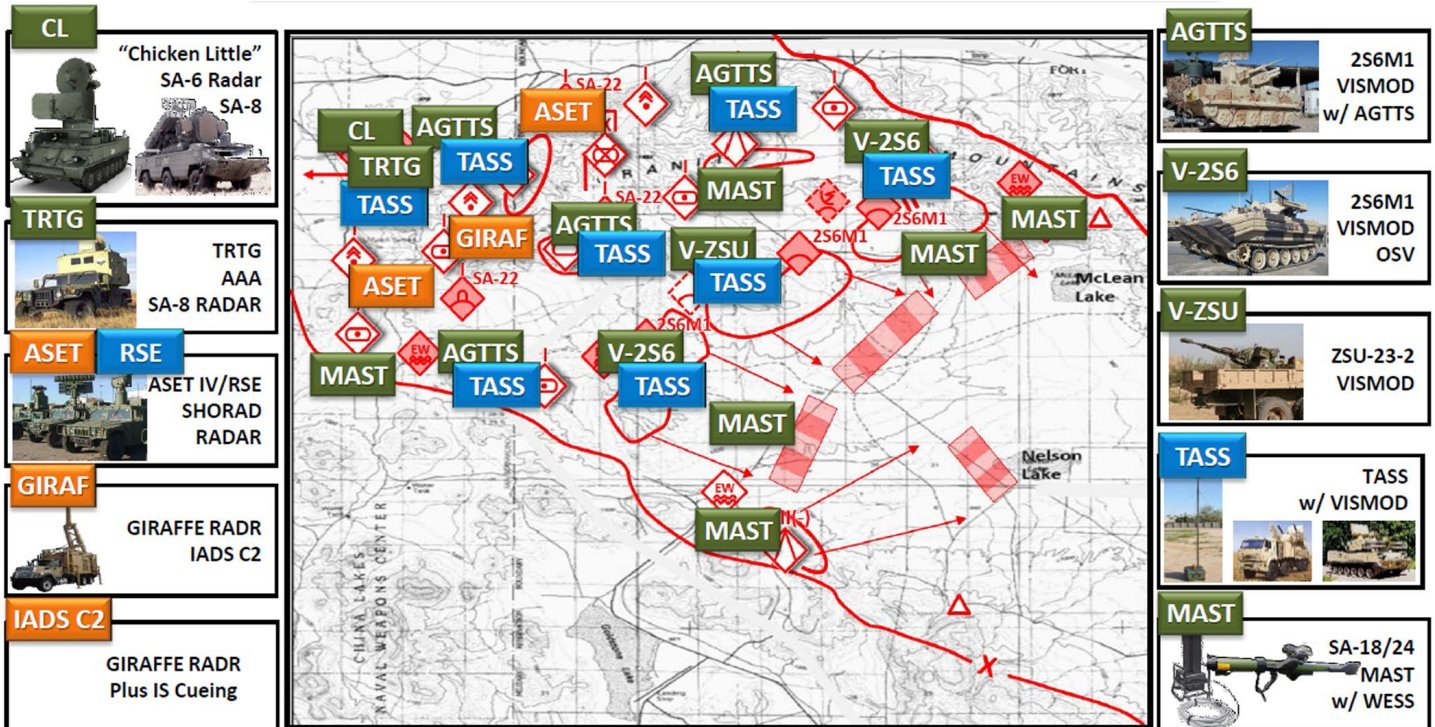 CL
“Chicken Little”
SA-6 Radar
SA-8
TRTG
TRTG
AAA
SA-8 RADAR
ASET
RSE
ASET IV/RSE
SHORAD
RADAR
GIRAF
GIRAFFE RADR
IADS C2
IADS C2
GIRAFFE RADR
Plus IS Cueing
AGTTS
TASS
ASET
SA-22
CL
AGTTS
TRTG
TASS
TASS
V-2S6
TASS
MOUNTAINS
EW
MAST
MAST
SA-22
2S6M1
AGTTS
TASS
GIRAF
V-ZSU
TASS
2S6M1
MAST
McLean
Lake
ASET
SA-22
2S6M1
EW
AGTTS
TASS
V-2S6
TASS
MAST
MAST
Nelson
Lake
EW
MAST
II(-)
CHINA LAKES
NAVAL WEAPONS CENTER
X
AGTTS
2S6M1
VISMOD
w/ AGTTS
V-2S6
2S6M1
VISMOD
OSV
V-ZSU
ZSU-23-2
VISMOD
TASS
TASS
w/ VISMOD
MAST
SA-18/24
MAST
w/ WESS